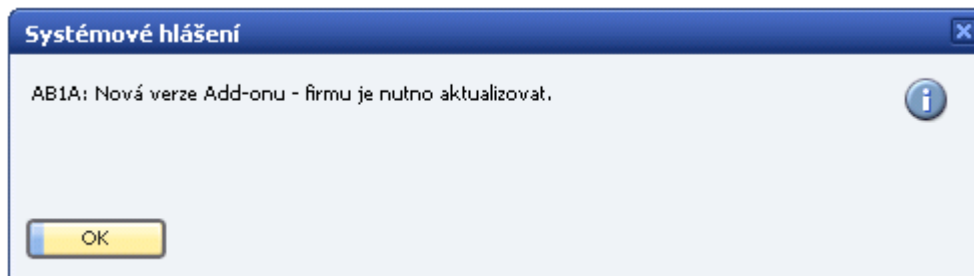 Systémové hlášení
AB1A: Nová verze Add-onu - firmu je nutno aktualizovat.
OK